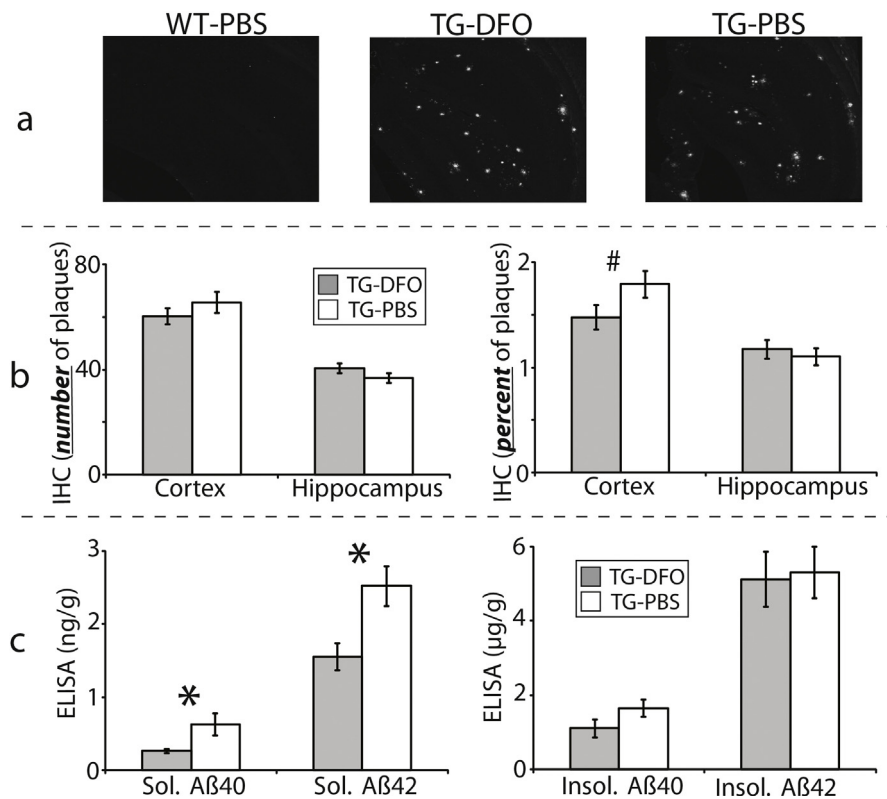 WT-PBS TG-DFO TG-PBS
a
b
IHC (number of plaques)
80
40
0
TG-DFO
TG-PBS
Cortex Hippocampus
IHC (percent of plaques)
2
1
0
#
Cortex Hippocampus
c
ELISA (ng/g)
3
2
1
0
*
*
Sol. Aß40 Sol. Aß42
ELISA (µg/g)
6
4
2
0
TG-DFO
TG-PBS
Insol. Aß40 Insol. Aß42